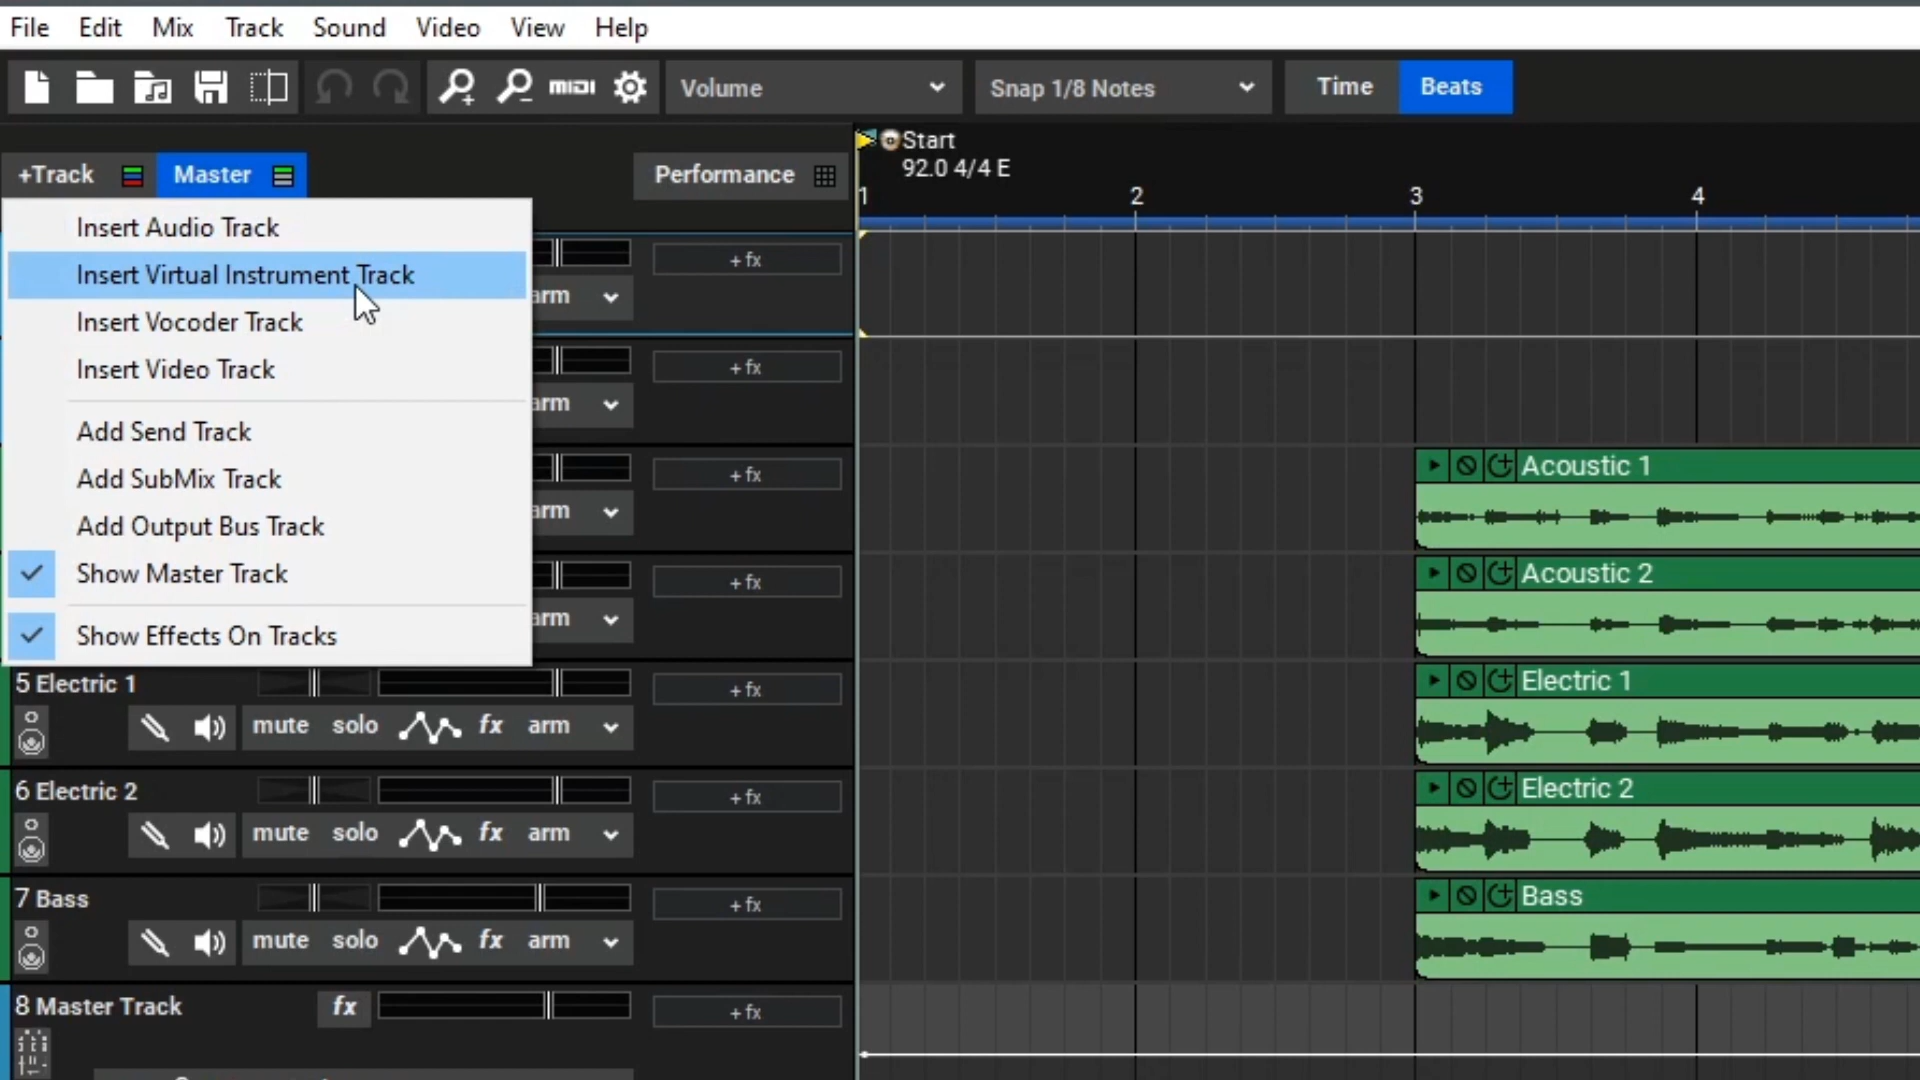 File Edit Mix Track Sound Video View Help
midi Volume Snap 1/8 Notes Time Beats
+Track Master Performance
Start
92.0 4/4 E
1 2 3 4
Insert Audio Track
Insert Virtual Instrument Track
Insert Vocoder Track
Insert Video Track
Add Send Track
Add SubMix Track
Add Output Bus Track
Show Master Track
Show Effects On Tracks
+fx
arm
+fx
arm
+fx
arm
+fx
arm
Acoustic 1
Acoustic 2
5 Electric 1 +fx
mute solo fx arm
Electric 1
6 Electric 2 +fx
mute solo fx arm
Electric 2
7 Bass +fx
mute solo fx arm
Bass
8 Master Track fx +fx